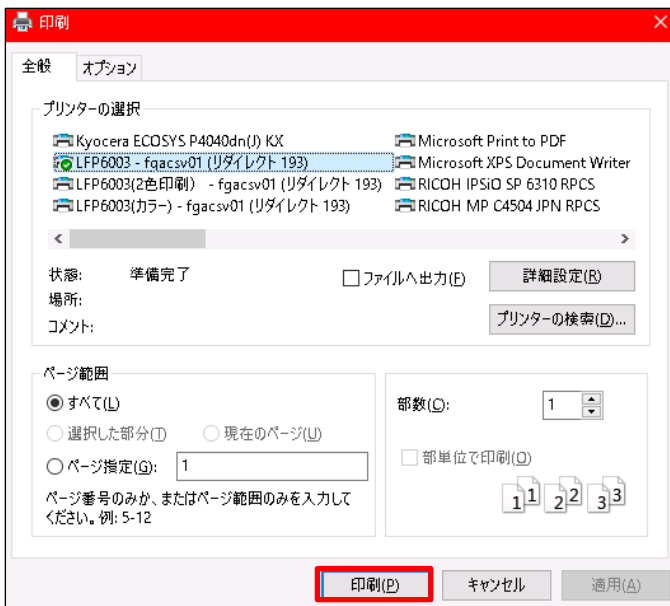 印刷
全般
オプション
プリンターの選択
Kyocera ECOSYS P4040dn(J) KX
LFP6003 - fqacsv01 (リダイレクト 193)
LFP6003(2色印刷） - fqacsv01 (リダイレクト 193)
LFP6003(カラー) - fqacsv01 (リダイレクト 193)
Microsoft Print to PDF
Microsoft XPS Document Writer
RICOH IPSiO SP 6310 RPCS
RICOH MP C4504 JPN RPCS
状態: 準備完了
場所:
コメント:
ファイルへ出力(F)
詳細設定(R)
プリンターの検索(D)...
ページ範囲
すべて(L)
選択した部分(T) 現在のページ(U)
ページ指定(G): 1
ページ番号のみか、またはページ範囲のみを入力して
ください。例: 5-12
部数(C): 1
部単位で印刷(O)
1 1 2 2 3 3
印刷(P) キャンセル 適用(A)